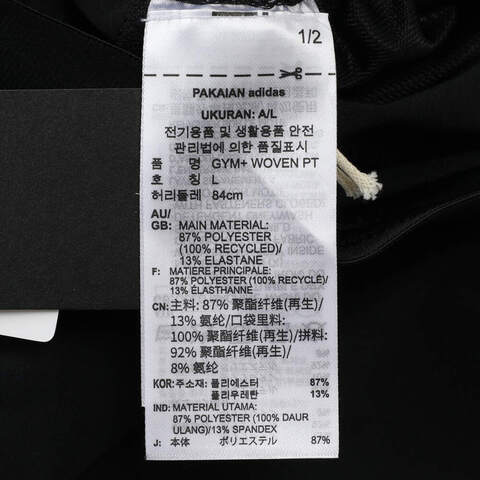 1/2
PAKAIAN adidas
UKURAN: A/L
전기용품 및 생활용품 안전
관리법에 의한 품질표시
품 명 GYM+ WOVEN PT
호 칭 L
허리둘레 84cm
AU/
GB: MAIN MATERIAL:
87% POLYESTER
(100% RECYCLED)/
13% ELASTANE
F: MATIERE PRINCIPALE:
87% POLYESTER (100% RECYCLÉ)/
13% ÉLASTHANNE
CN: 主料: 87% 聚酯纤维(再生)/
13% 氨纶/口袋里料:
100% 聚酯纤维(再生)/拼料:
92% 聚酯纤维(再生)/
8% 氨纶
KOR: 주소재: 폴리에스터 87%
폴리우레탄 13%
IND: MATERIAL UTAMA:
87% POLYESTER (100% DAUR
ULANG)/13% SPANDEX
J: 本体 ポリエステル 87%